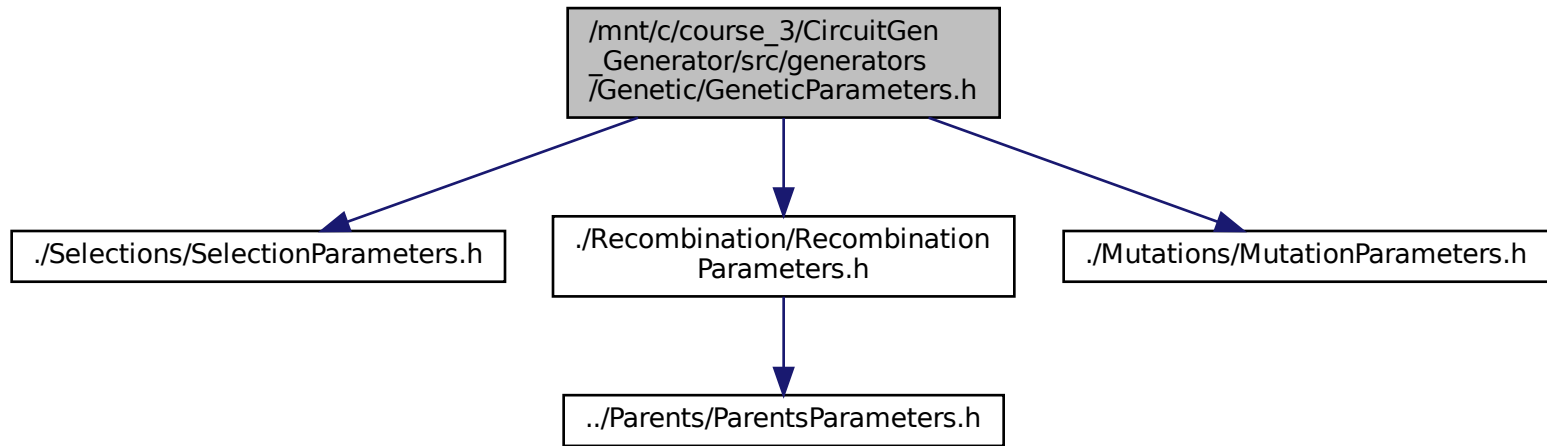 /mnt/c/course_3/CircuitGen
_Generator/src/generators
/Genetic/GeneticParameters.h
./Selections/SelectionParameters.h
./Recombination/Recombination
Parameters.h
./Mutations/MutationParameters.h
../Parents/ParentsParameters.h